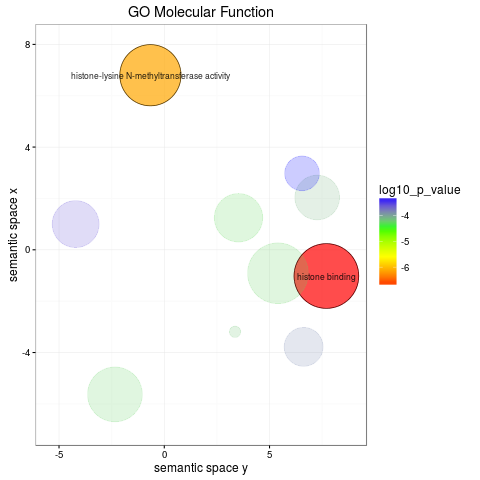 GO Molecular Function
8
4
0
-4
semantic space x
histone-lysine N-methyltransferase activity
histone binding
-5
0
5
semantic space y
log10_p_value
-4
-5
-6